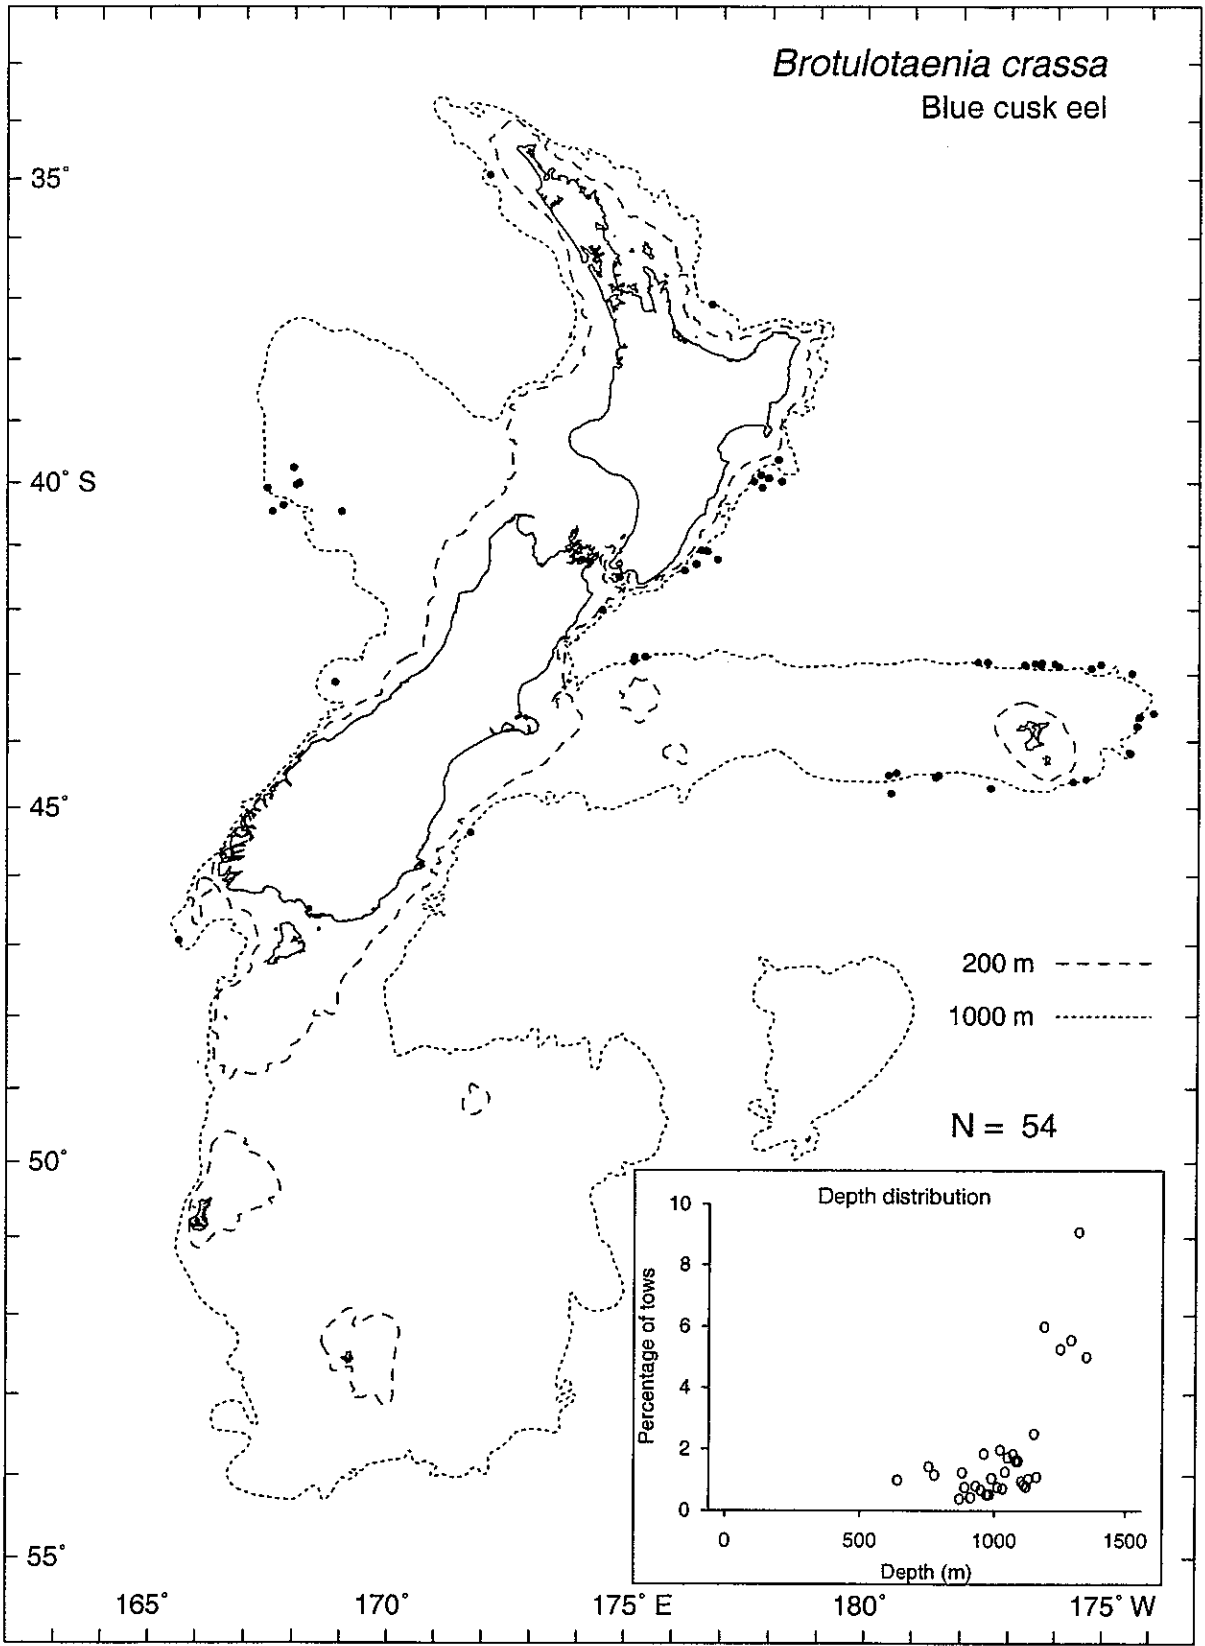 Brotulotaenia crassa
Blue cusk eel
35°
40° S
45°
200 m
1000 m
N = 54
50°
Depth distribution
10
8
6
4
2
0
Percentage of tows
0 500 1000 1500
Depth (m)
55°
165° 170° 175° E 180° 175° W